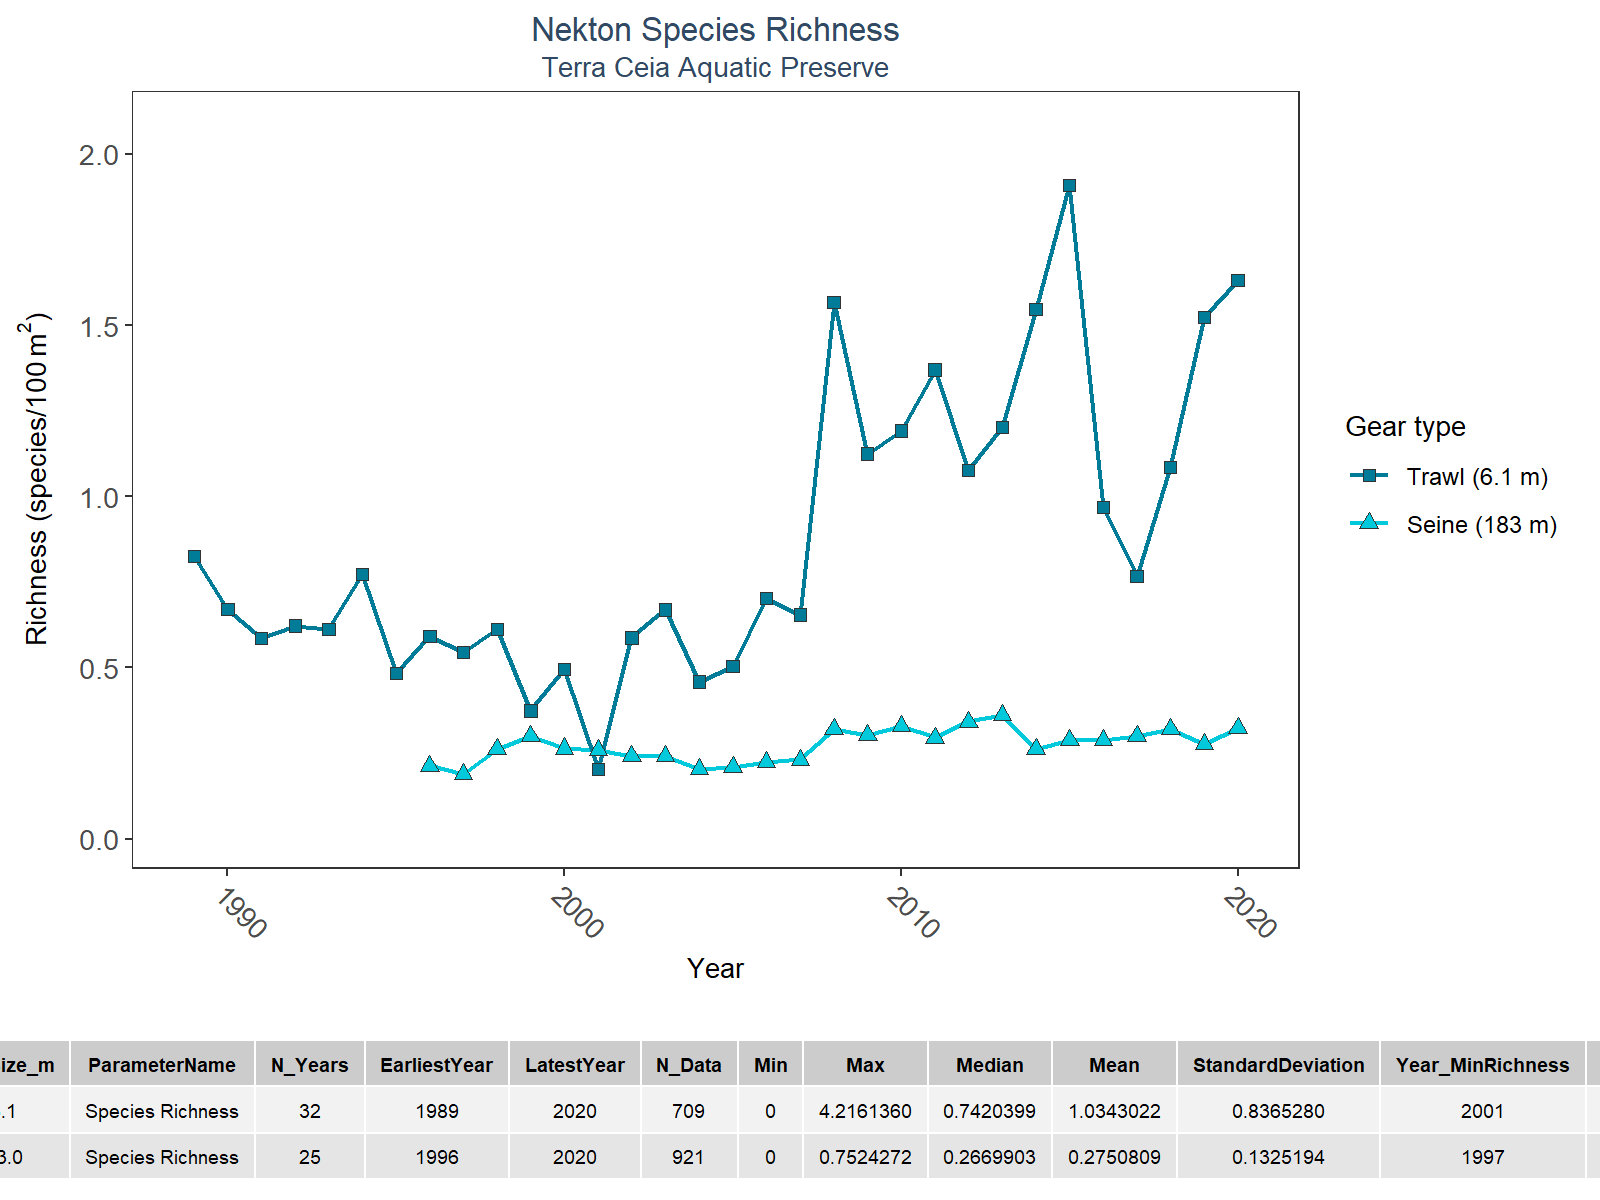 Nekton Species Richness
Terra Ceia Aquatic Preserve
2.0
1.5
1.0
0.5
0.0
Richness (species/100 m²)
1990
2000
2010
2020
Year
Gear type
Trawl (6.1 m)
Seine (183 m)
ize_m ParameterName N_Years EarliestYear LatestYear N_Data Min Max Median Mean StandardDeviation Year_MinRichness
.1 Species Richness 32 1989 2020 709 0 4.2161360 0.7420399 1.0343022 0.8365280 2001
3.0 Species Richness 25 1996 2020 921 0 0.7524272 0.2669903 0.2750809 0.1325194 1997